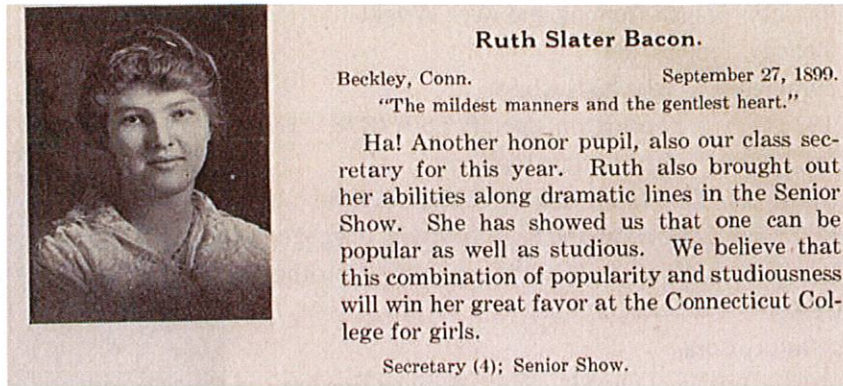 Ruth Slater Bacon.
Beckley, Conn. September 27, 1899.
"The mildest manners and the gentlest heart."
Ha! Another honor pupil, also our class sec-
retary for this year. Ruth also brought out
her abilities along dramatic lines in the Senior
Show. She has showed us that one can be
popular as well as studious. We believe that
this combination of popularity and studiousness
will win her great favor at the Connecticut Col-
lege for girls.
Secretary (4); Senior Show.